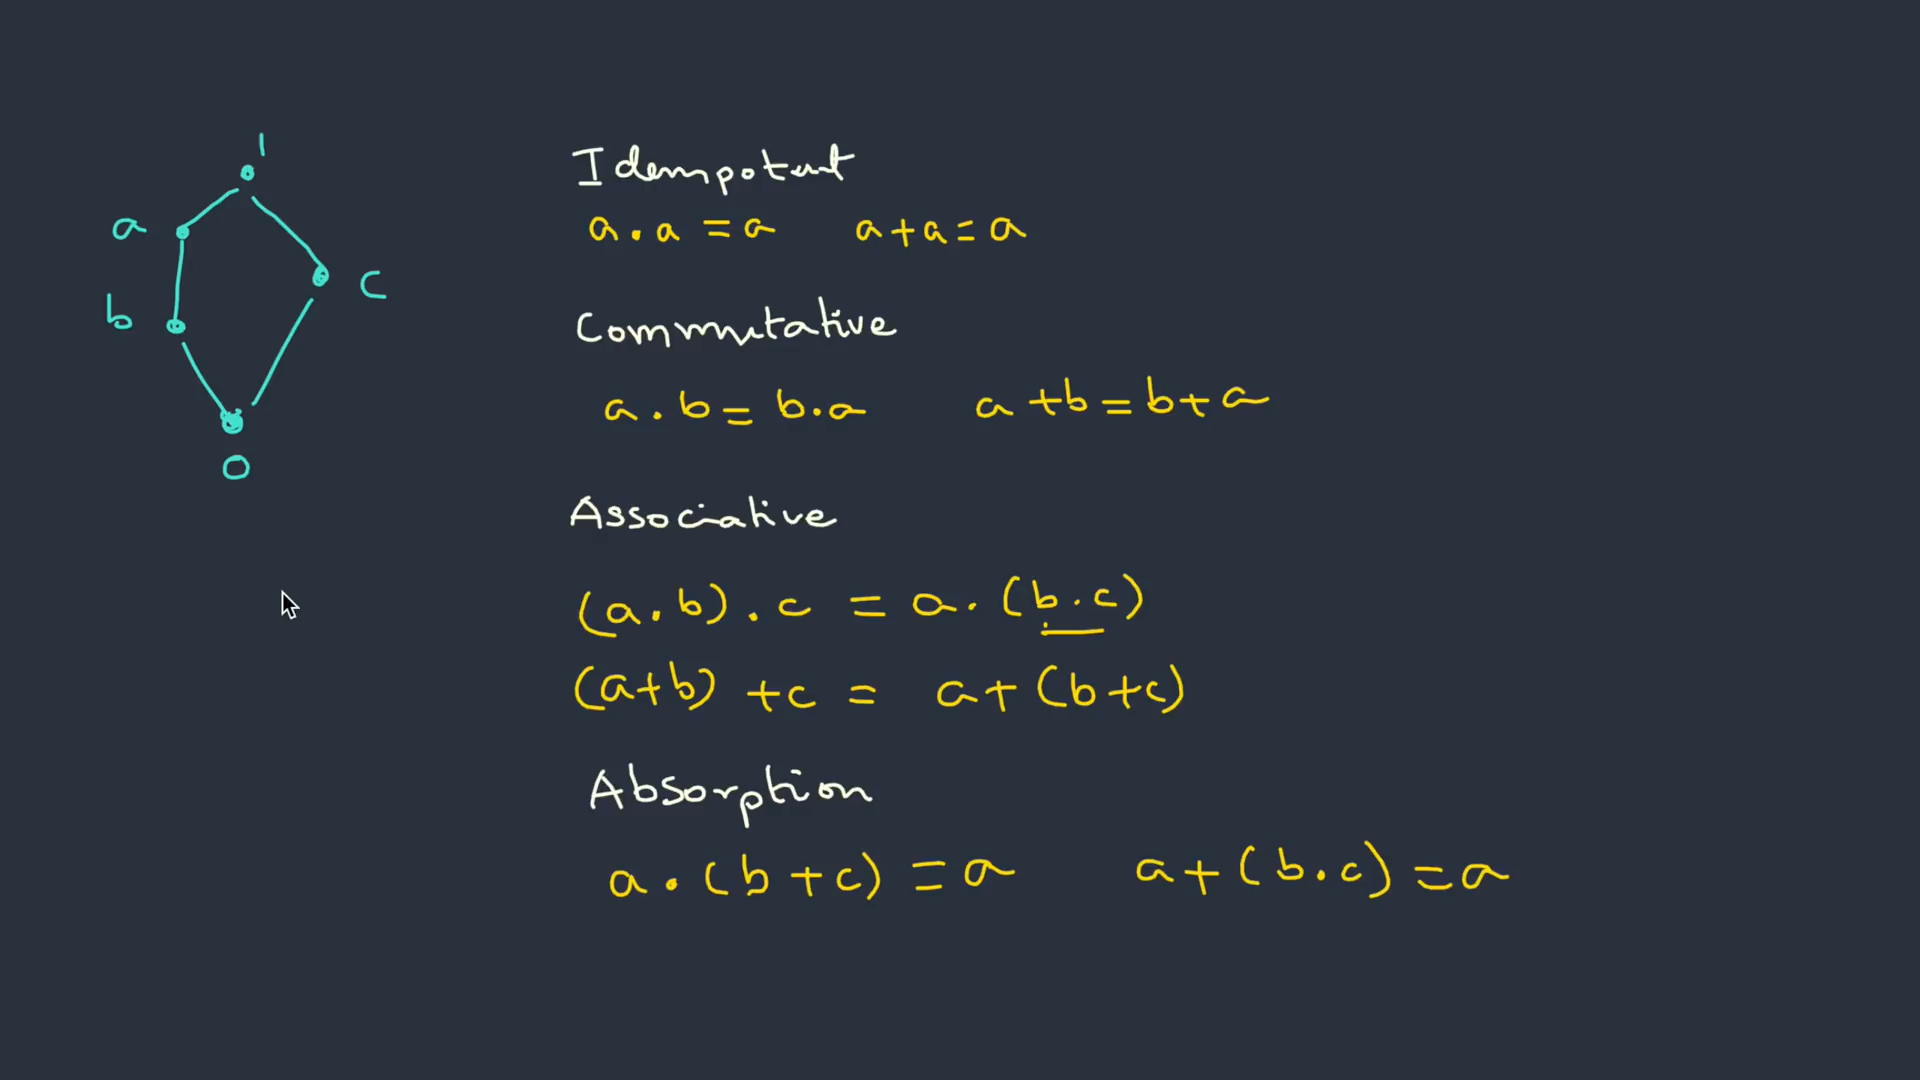 1
a
b
c
0
Idempotent
a . a = a    a + a = a
Commutative
a . b = b . a    a + b = b + a
Associative
(a . b) . c = a . (b . c)
(a + b) + c = a + (b + c)
Absorption
a . (b + c) = a    a + (b . c) = a